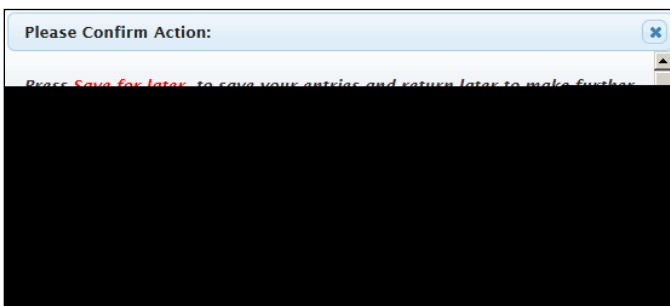 Please Confirm Action:
Press Save for later to save your entries and return later to make further